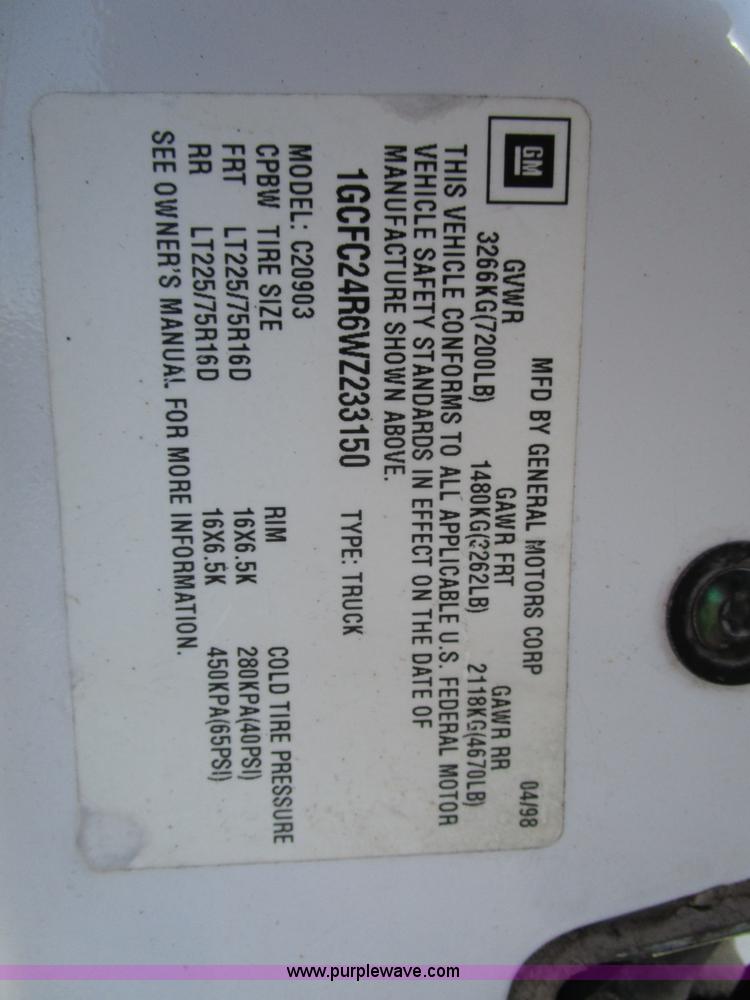 GM
MFD BY GENERAL MOTORS CORP 04/98
GVWR GAWR FRT GAWR RR
3266KG(7200LB) 1480KG(3262LB) 2118KG(4670LB)
THIS VEHICLE CONFORMS TO ALL APPLICABLE U.S. FEDERAL MOTOR
VEHICLE SAFETY STANDARDS IN EFFECT ON THE DATE OF
MANUFACTURE SHOWN ABOVE.
1GCFC24R6WZ233150 TYPE: TRUCK
MODEL: C20903
CPBW TIRE SIZE RIM COLD TIRE PRESSURE
FRT LT225/75R16D 16X6.5K 280KPA(40PSI)
RR LT225/75R16D 16X6.5K 450KPA(65PSI)
SEE OWNER'S MANUAL FOR MORE INFORMATION.
www.purplewave.com